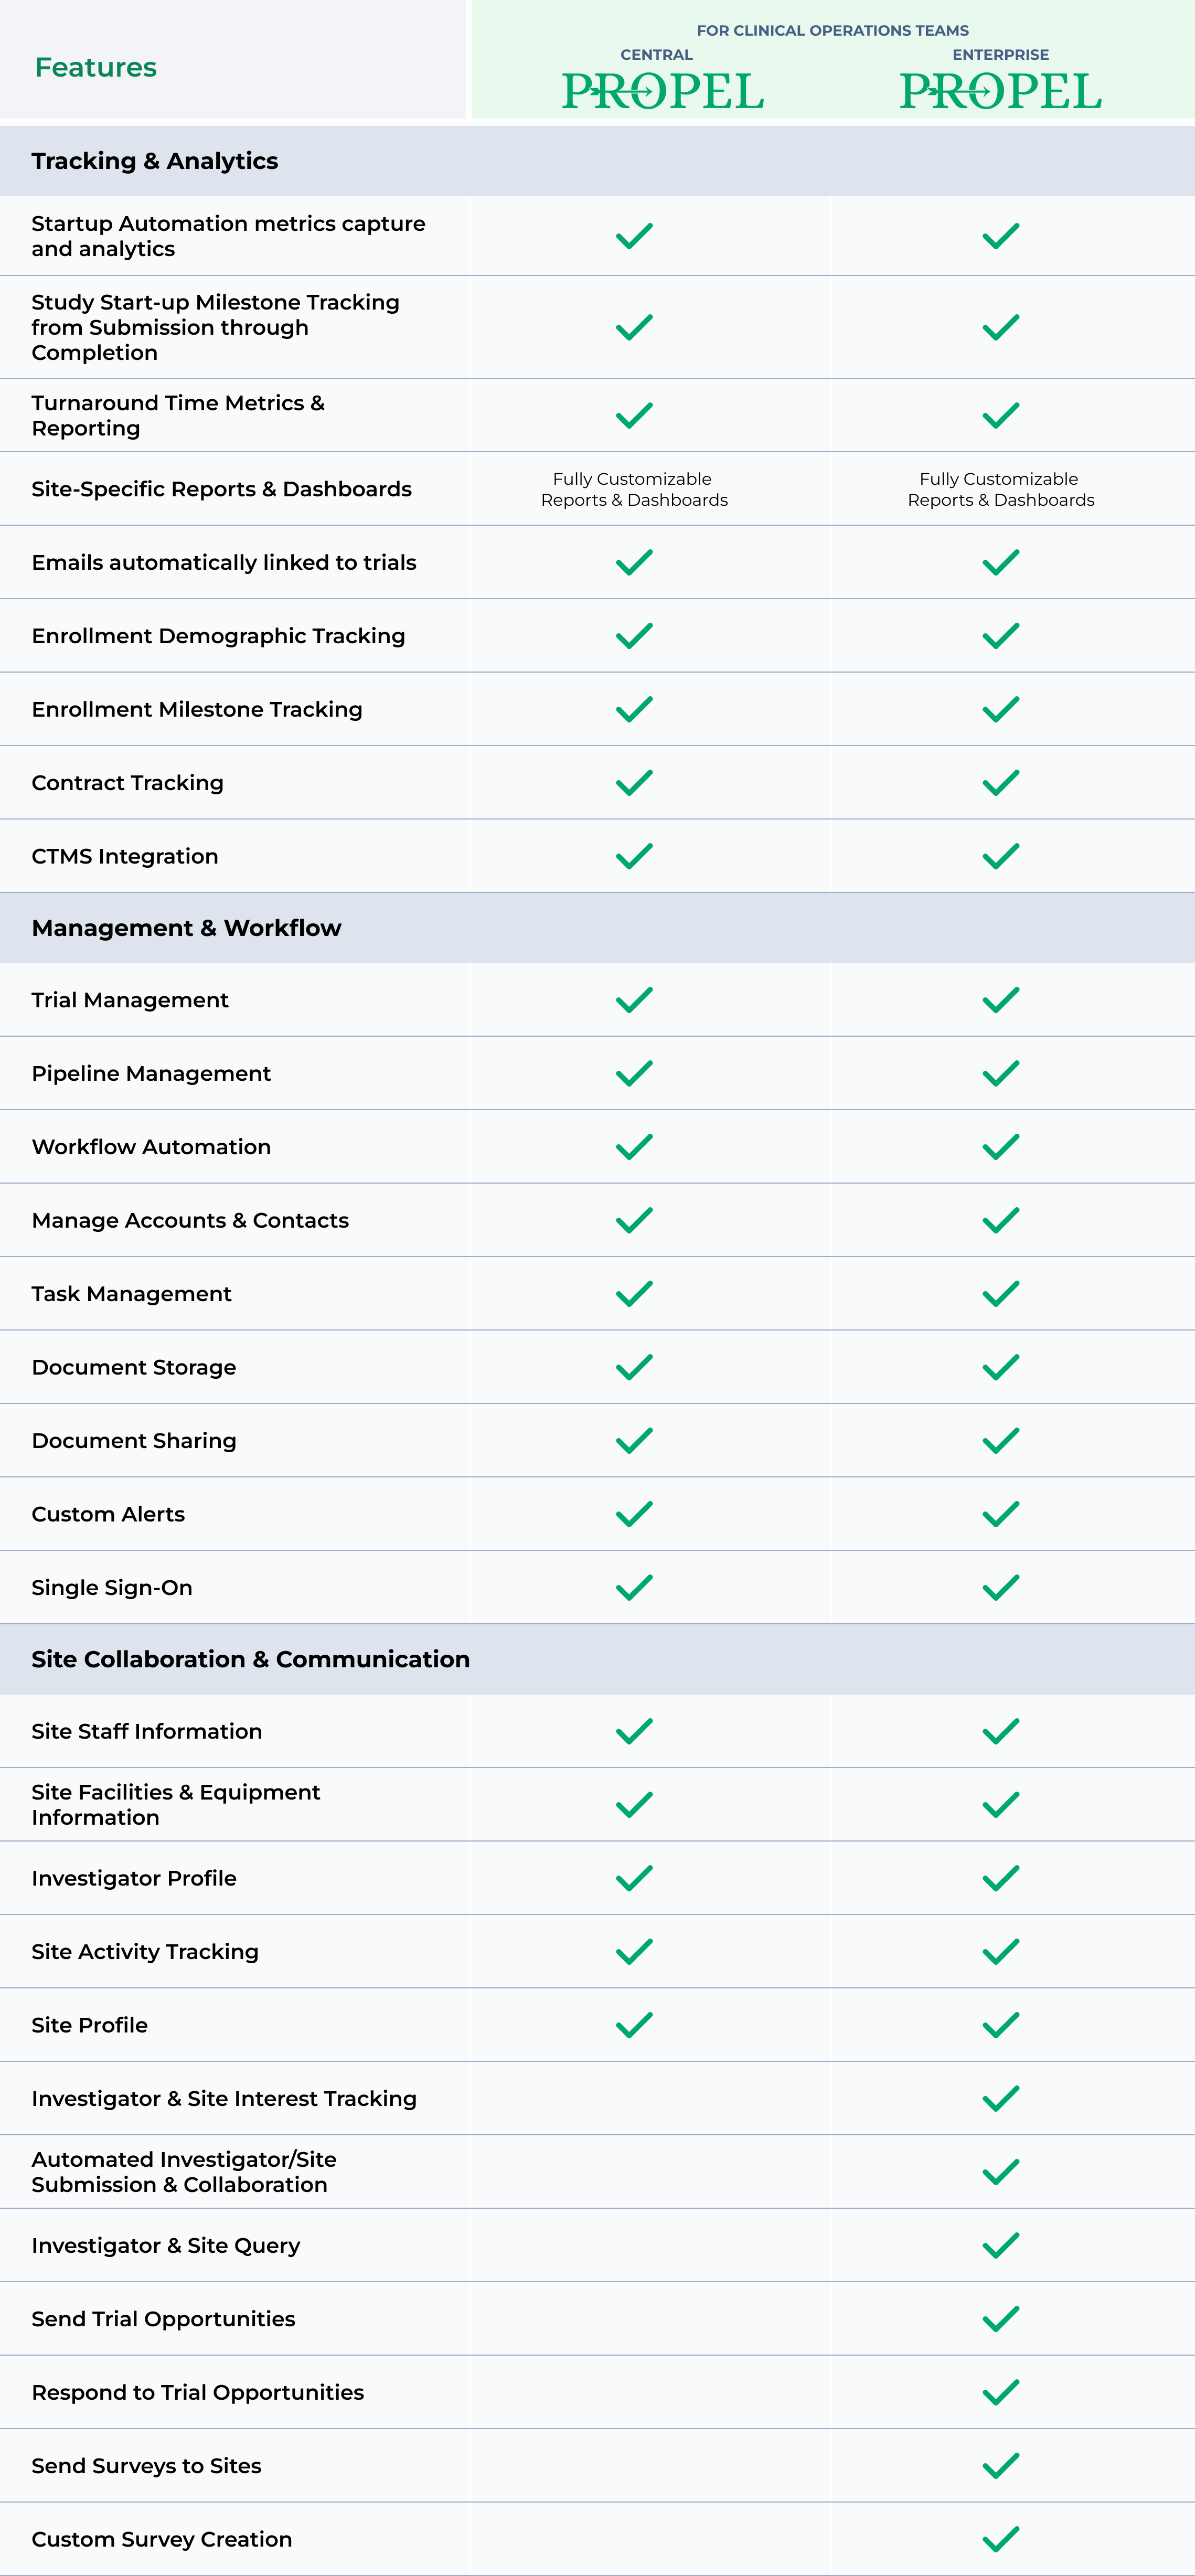 Features
FOR CLINICAL OPERATIONS TEAMS
CENTRAL
ENTERPRISE
PROPEL
PROPEL
Tracking & Analytics
Startup Automation metrics capture
and analytics
Study Start-up Milestone Tracking
from Submission through
Completion
Turnaround Time Metrics &
Reporting
Site-Specific Reports & Dashboards
Fully Customizable
Reports & Dashboards
Fully Customizable
Reports & Dashboards
Emails automatically linked to trials
Enrollment Demographic Tracking
Enrollment Milestone Tracking
Contract Tracking
CTMS Integration
Management & Workflow
Trial Management
Pipeline Management
Workflow Automation
Manage Accounts & Contacts
Task Management
Document Storage
Document Sharing
Custom Alerts
Single Sign-On
Site Collaboration & Communication
Site Staff Information
Site Facilities & Equipment
Information
Investigator Profile
Site Activity Tracking
Site Profile
Investigator & Site Interest Tracking
Automated Investigator/Site
Submission & Collaboration
Investigator & Site Query
Send Trial Opportunities
Respond to Trial Opportunities
Send Surveys to Sites
Custom Survey Creation